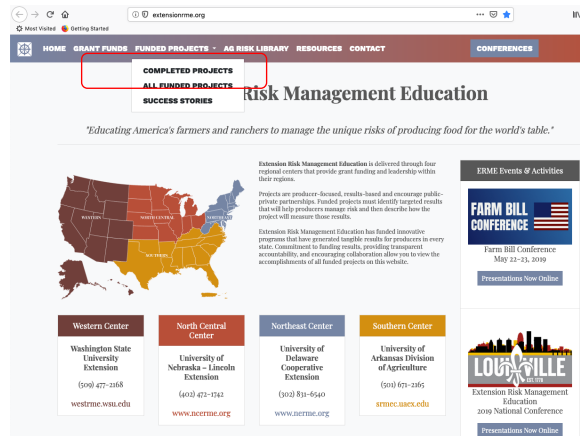 extensionrme.org
Most Visited Getting Started
HOME GRANT FUNDS FUNDED PROJECTS AG RISK LIBRARY RESOURCES CONTACT CONFERENCES
COMPLETED PROJECTS
ALL FUNDED PROJECTS
SUCCESS STORIES
Risk Management Education
"Educating America's farmers and ranchers to manage the unique risks of producing food for the world's table."
WESTERN
NORTH CENTRAL
NORTHEAST
SOUTHERN
Extension Risk Management Education is delivered through four
regional centers that provide grant funding and leadership within
their regions.
Projects are producer-focused, results-based and encourage public-
private partnerships. Funded projects must identify targeted results
that will help producers manage risk and then describe how the
project will measure those results.
Extension Risk Management Education has funded innovative
programs that have generated tangible results for producers in every
state. Commitment to funding results, providing transparent
accountability, and encouraging collaboration allow you to view the
accomplishments of all funded projects on this website.
ERME Events & Activities
FARM BILL
CONFERENCE
Farm Bill Conference
May 22-23, 2019
Presentations Now Online
Western Center
Washington State
University
Extension
(509) 477-2168
westrme.wsu.edu
North Central
Center
University of
Nebraska – Lincoln
Extension
(402) 472-1742
www.ncerme.org
Northeast Center
University of
Delaware
Cooperative
Extension
(302) 831-6540
www.nerme.org
Southern Center
University of
Arkansas Division
of Agriculture
(501) 671-2165
srmec.uaex.edu
LOUISVILLE
EST. 1778
Extension Risk Management
Education
2019 National Conference
Presentations Now Online